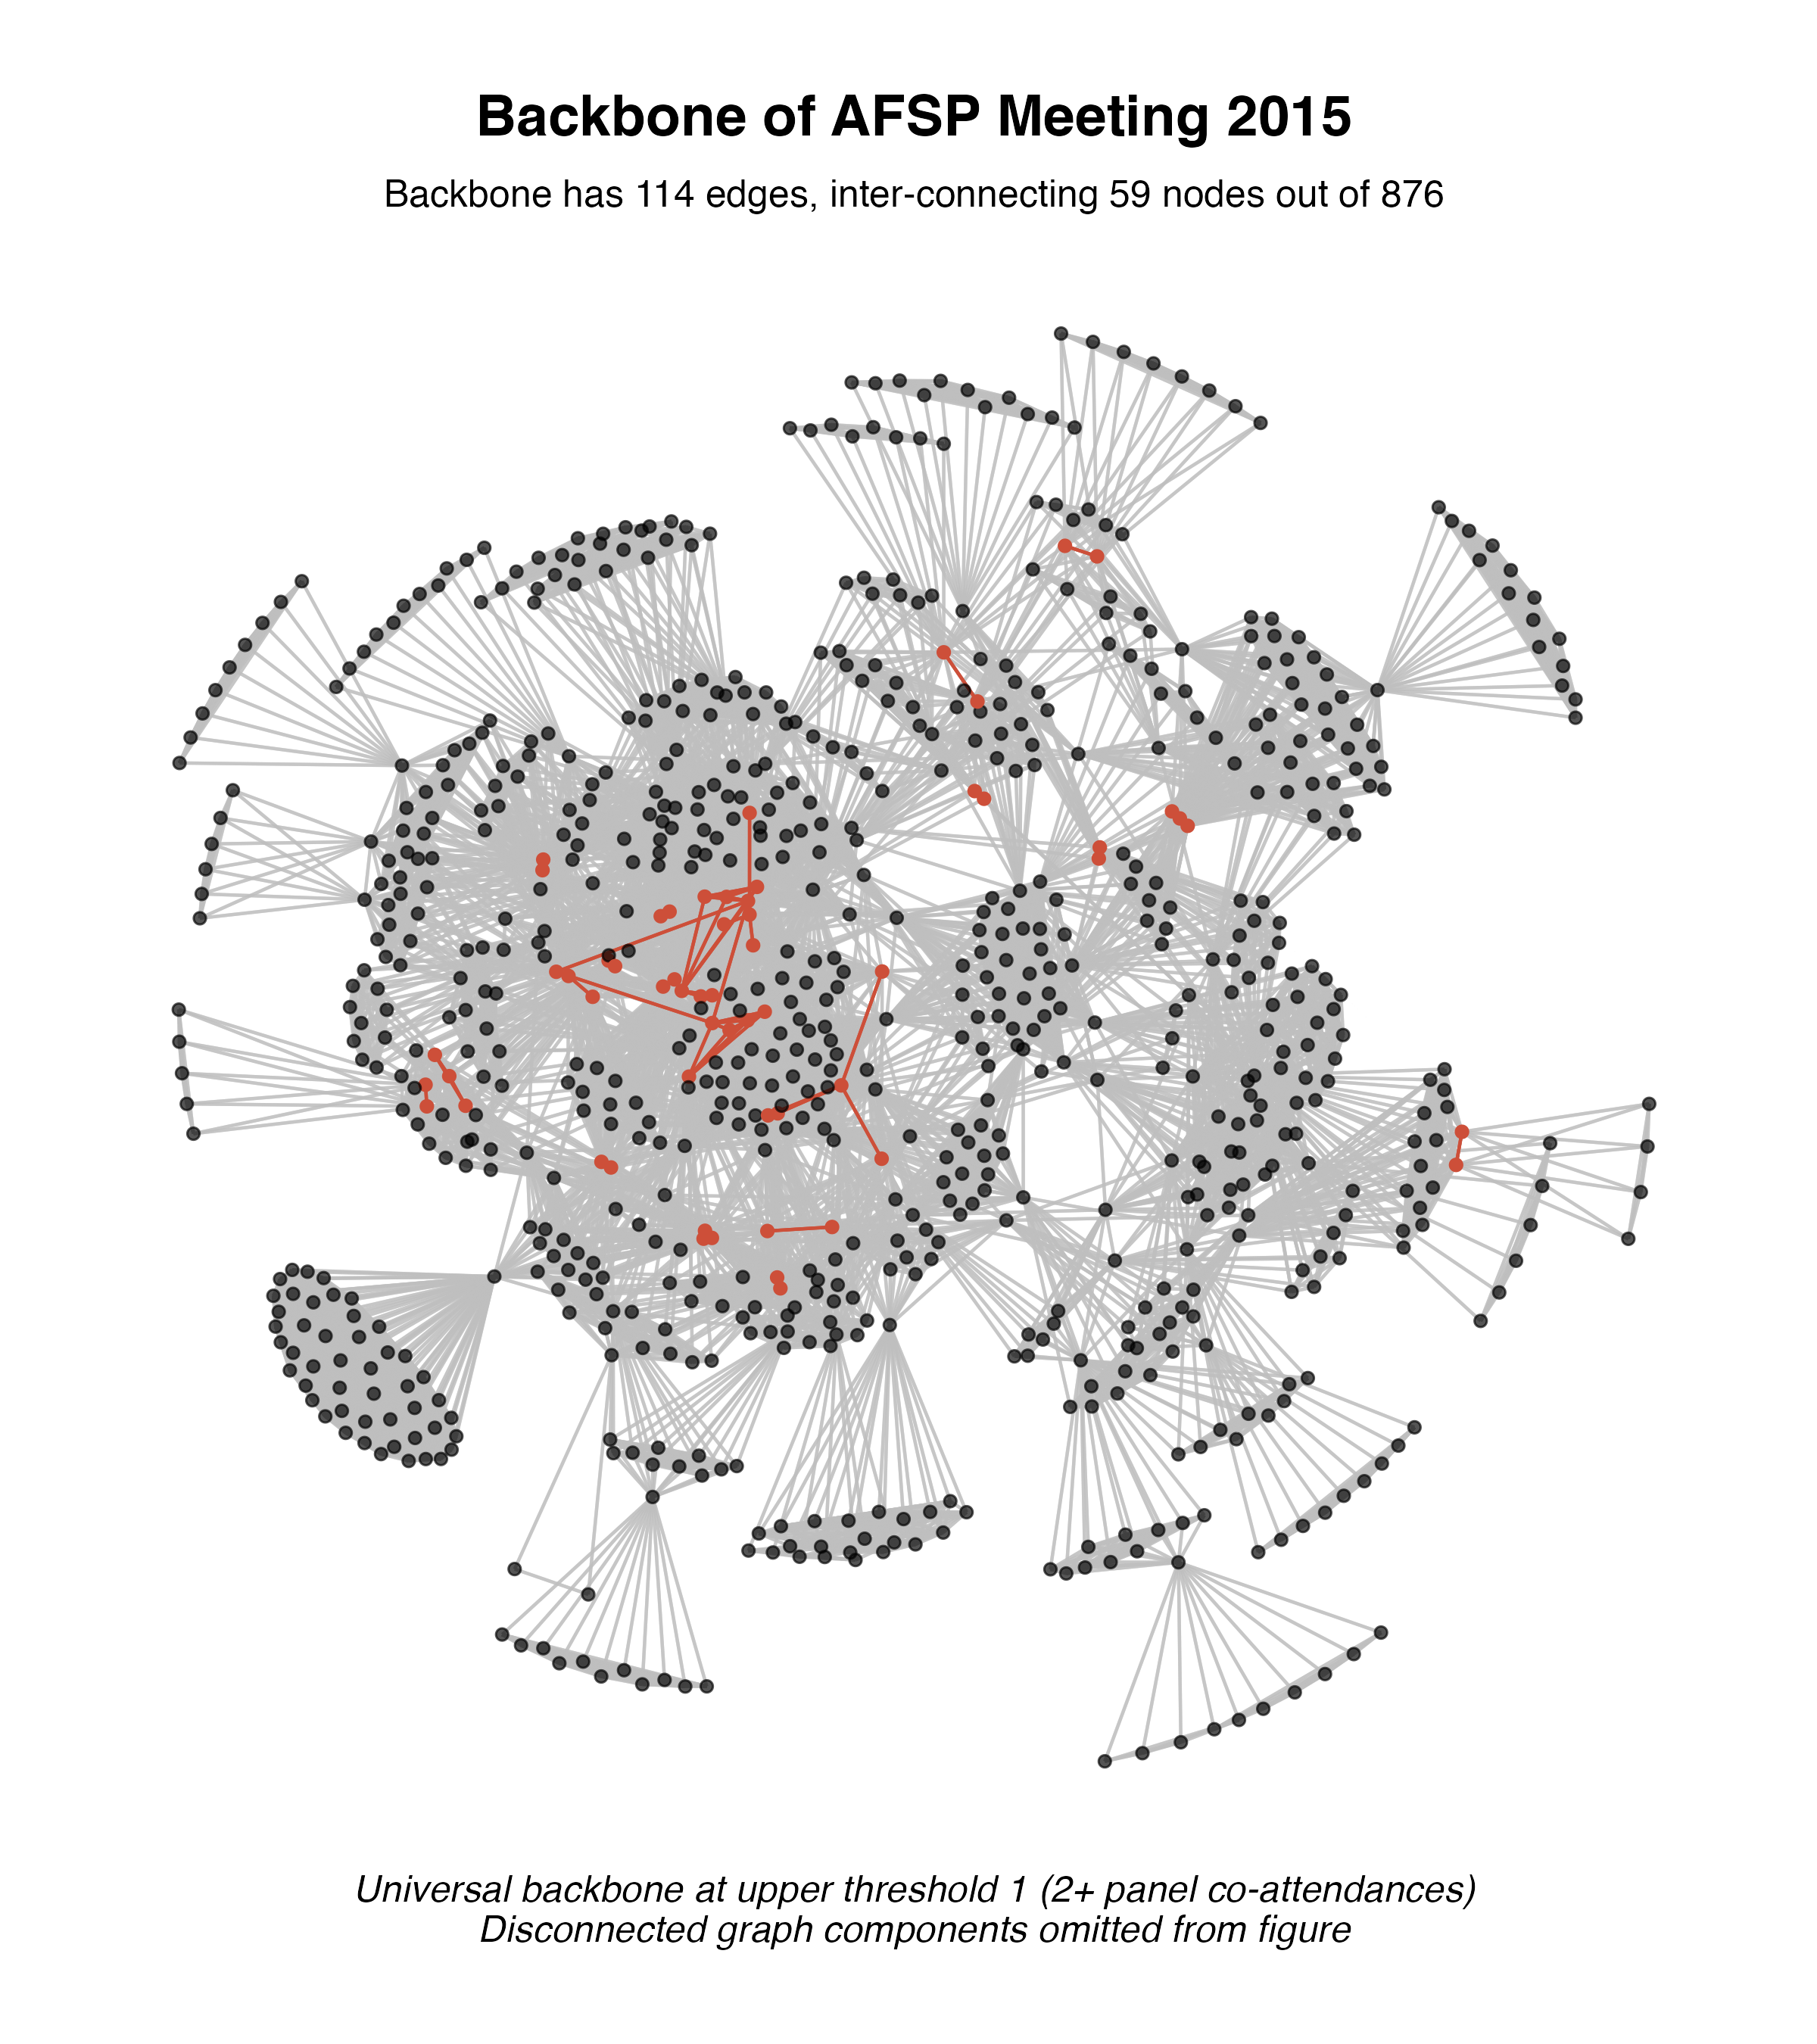 Backbone of AFSP Meeting 2015
Backbone has 114 edges, inter-connecting 59 nodes out of 876
Universal backbone at upper threshold 1 (2+ panel co-attendances)
Disconnected graph components omitted from figure